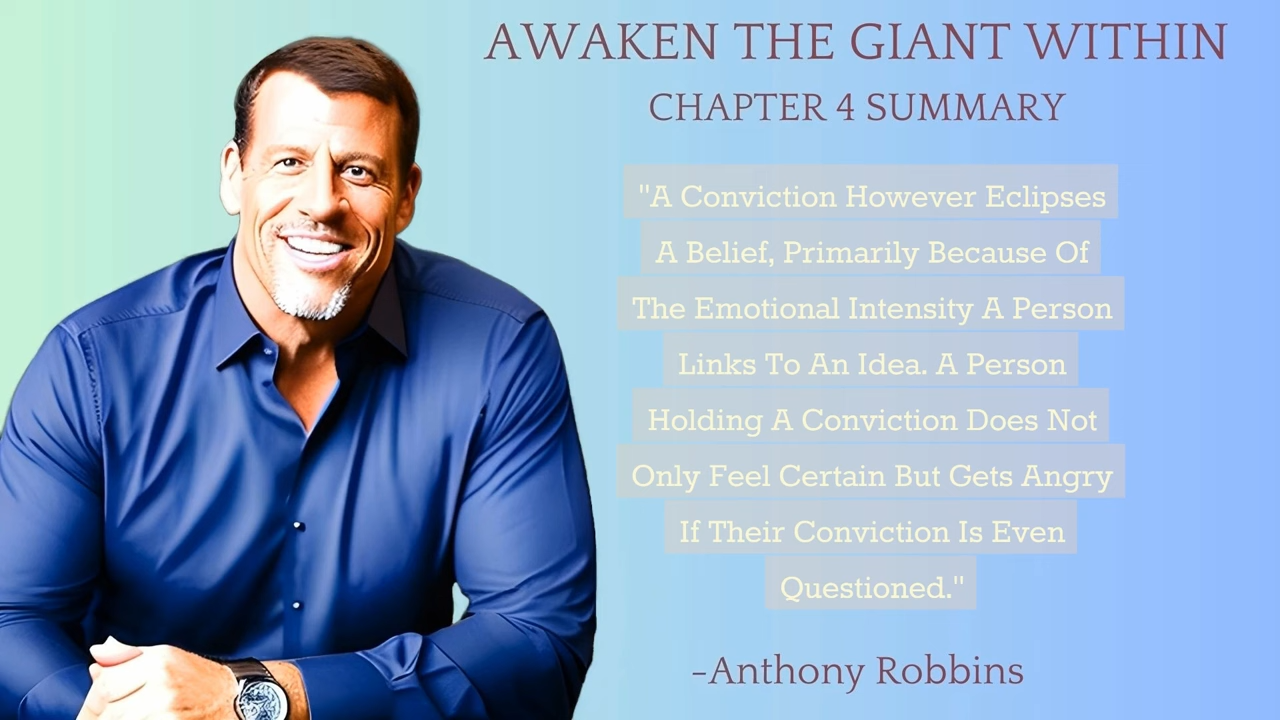 AWAKEN THE GIANT WITHIN
CHAPTER 4 SUMMARY
"A Conviction However Eclipses
A Belief, Primarily Because Of
The Emotional Intensity A Person
Links To An Idea. A Person
Holding A Conviction Does Not
Only Feel Certain But Gets Angry
If Their Conviction Is Even
Questioned."
-Anthony Robbins